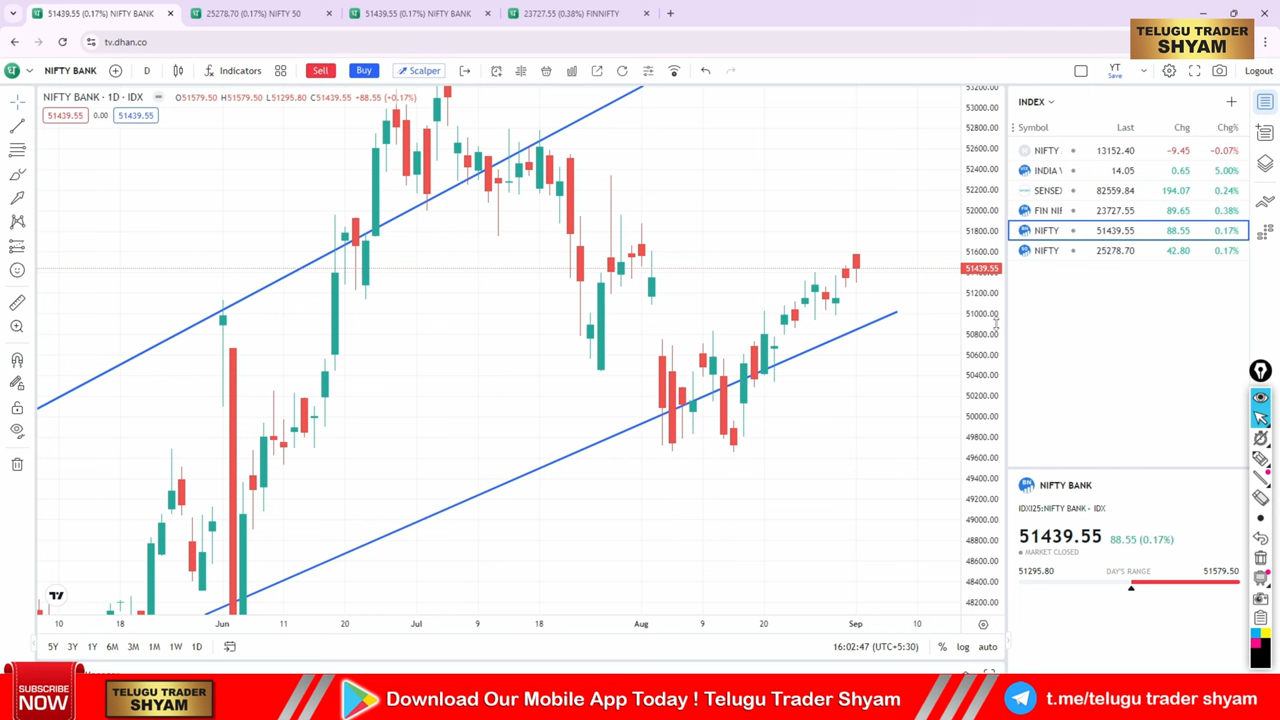 51439.55 (0.17%) NIFTY BANK
25278.70 (0.17%) NIFTY 50
51439.55 (0.17%) NIFTY BANK
23727.55 (0.38%) FINNIFTY
tv.dhan.co
TELUGU TRADER
SHYAM
NIFTY BANK D Indicators Sell Buy Scalper YT Save Logout
NIFTY BANK · 1D · IDX O51579.50 H51579.50 L51295.80 C51439.55 +88.55 (+0.17%)
51439.55 0.00 51439.55
53000.00
52800.00
52600.00
52400.00
52200.00
52000.00
51800.00
51600.00
51439.55
51200.00
51000.00
50800.00
50600.00
50400.00
50200.00
50000.00
49800.00
49600.00
49400.00
49200.00
49000.00
48800.00
48600.00
48400.00
48200.00
10 18 Jun 11 20 Jul 9 18 Aug 9 20 Sep 10
5Y 3Y 1Y 6M 3M 1M 1W 1D 16:02:47 (UTC+5:30) % log auto
INDEX
Symbol Last Chg Chg%
NIFTY 13152.40 −9.45 −0.07%
INDIA 14.05 0.65 5.00%
SENSE 82559.84 194.07 0.24%
FIN NIF 23727.55 89.65 0.38%
NIFTY 51439.55 88.55 0.17%
NIFTY 25278.70 42.80 0.17%
NIFTY BANK
IDX
51439.55 88.55 (0.17%)
MARKET CLOSED
51295.80 DAY'S RANGE 51579.50
SUBSCRIBE
NOW
TELUGU TRADER
SHYAM
Download Our Mobile App Today ! Telugu Trader Shyam
t.me/telugu trader shyam